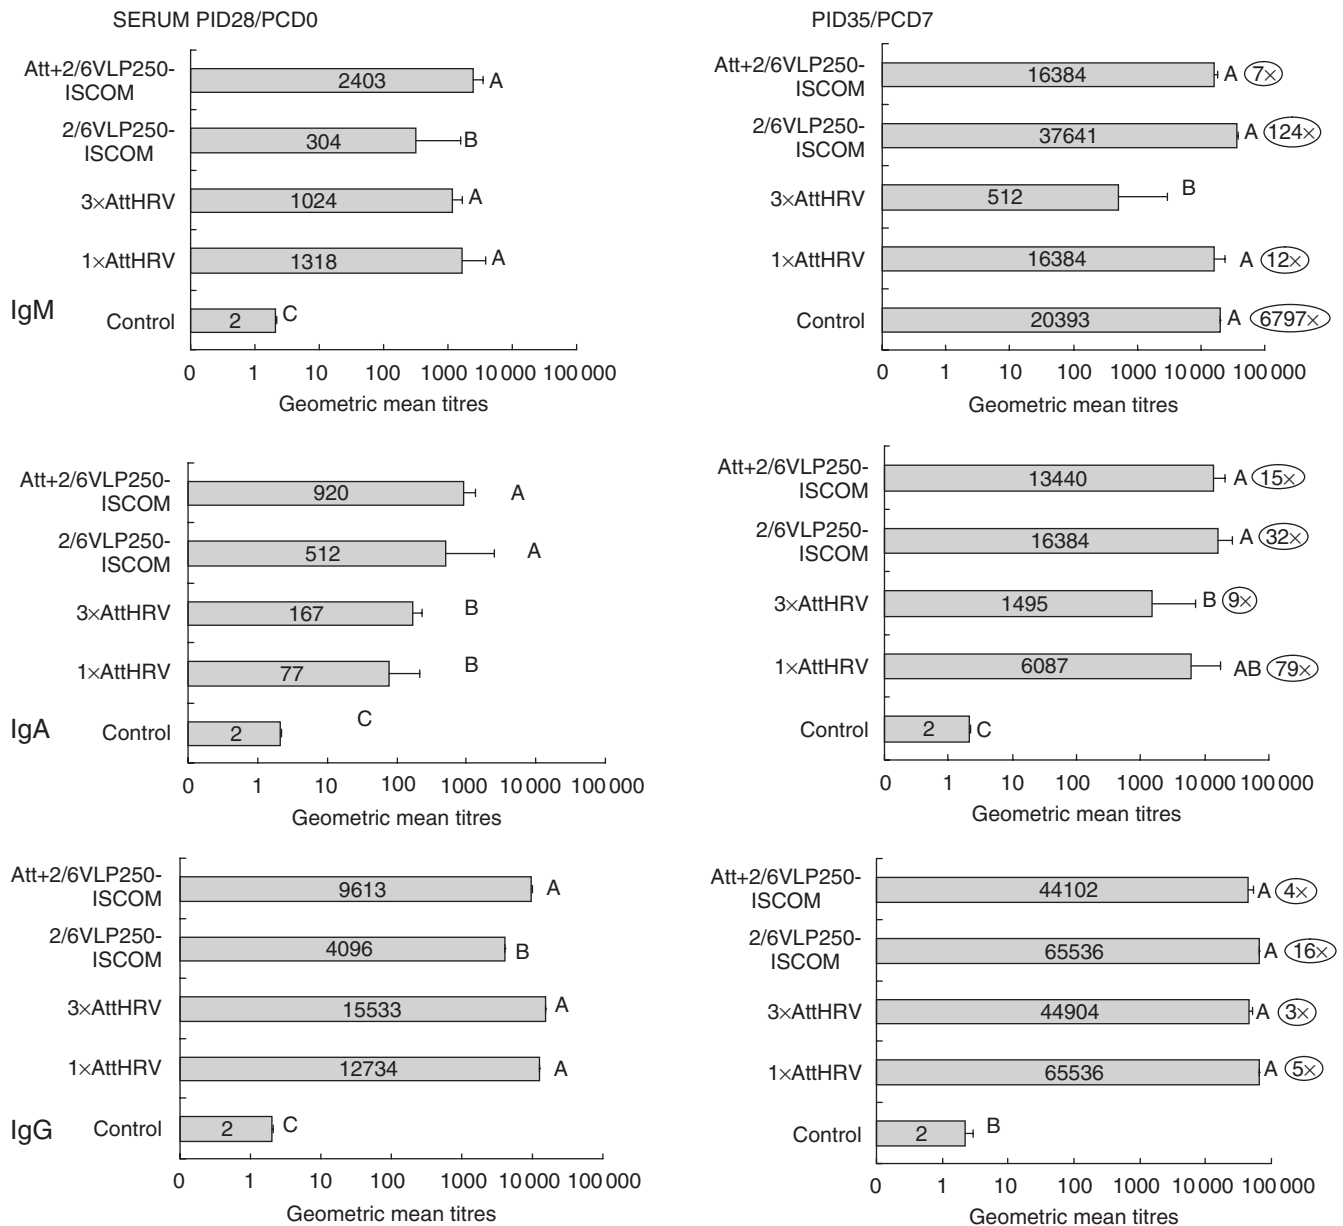 SERUM PID28/PCD0
Att+2/6VLP250-
ISCOM
2403
A
2/6VLP250-
ISCOM
304
B
3×AttHRV
1024
A
1×AttHRV
1318
A
IgM
Control
2
C
0 1 10 100 1000 10 000 100 000
Geometric mean titres
PID35/PCD7
Att+2/6VLP250-
ISCOM
16384
A 7×
2/6VLP250-
ISCOM
37641
A 124×
3×AttHRV
512
B
1×AttHRV
16384
A 12×
Control
20393
A 6797×
0 1 10 100 1000 10 000 100 000
Geometric mean titres
Att+2/6VLP250-
ISCOM
920
A
2/6VLP250-
ISCOM
512
A
3×AttHRV
167
B
1×AttHRV
77
B
IgA
Control
2
C
0 1 10 100 1000 10 000 100 000
Geometric mean titres
Att+2/6VLP250-
ISCOM
13440
A 15×
2/6VLP250-
ISCOM
16384
A 32×
3×AttHRV
1495
B 9×
1×AttHRV
6087
AB 79×
Control
2
C
0 1 10 100 1000 10 000 100 000
Geometric mean titres
Att+2/6VLP250-
ISCOM
9613
A
2/6VLP250-
ISCOM
4096
B
3×AttHRV
15533
A
1×AttHRV
12734
A
IgG
Control
2
C
0 1 10 100 1000 10 000 100 000
Geometric mean titres
Att+2/6VLP250-
ISCOM
44102
A 4×
2/6VLP250-
ISCOM
65536
A 16×
3×AttHRV
44904
A 3×
1×AttHRV
65536
A 5×
Control
2
B
0 1 10 100 1000 10 000 100 000
Geometric mean titres